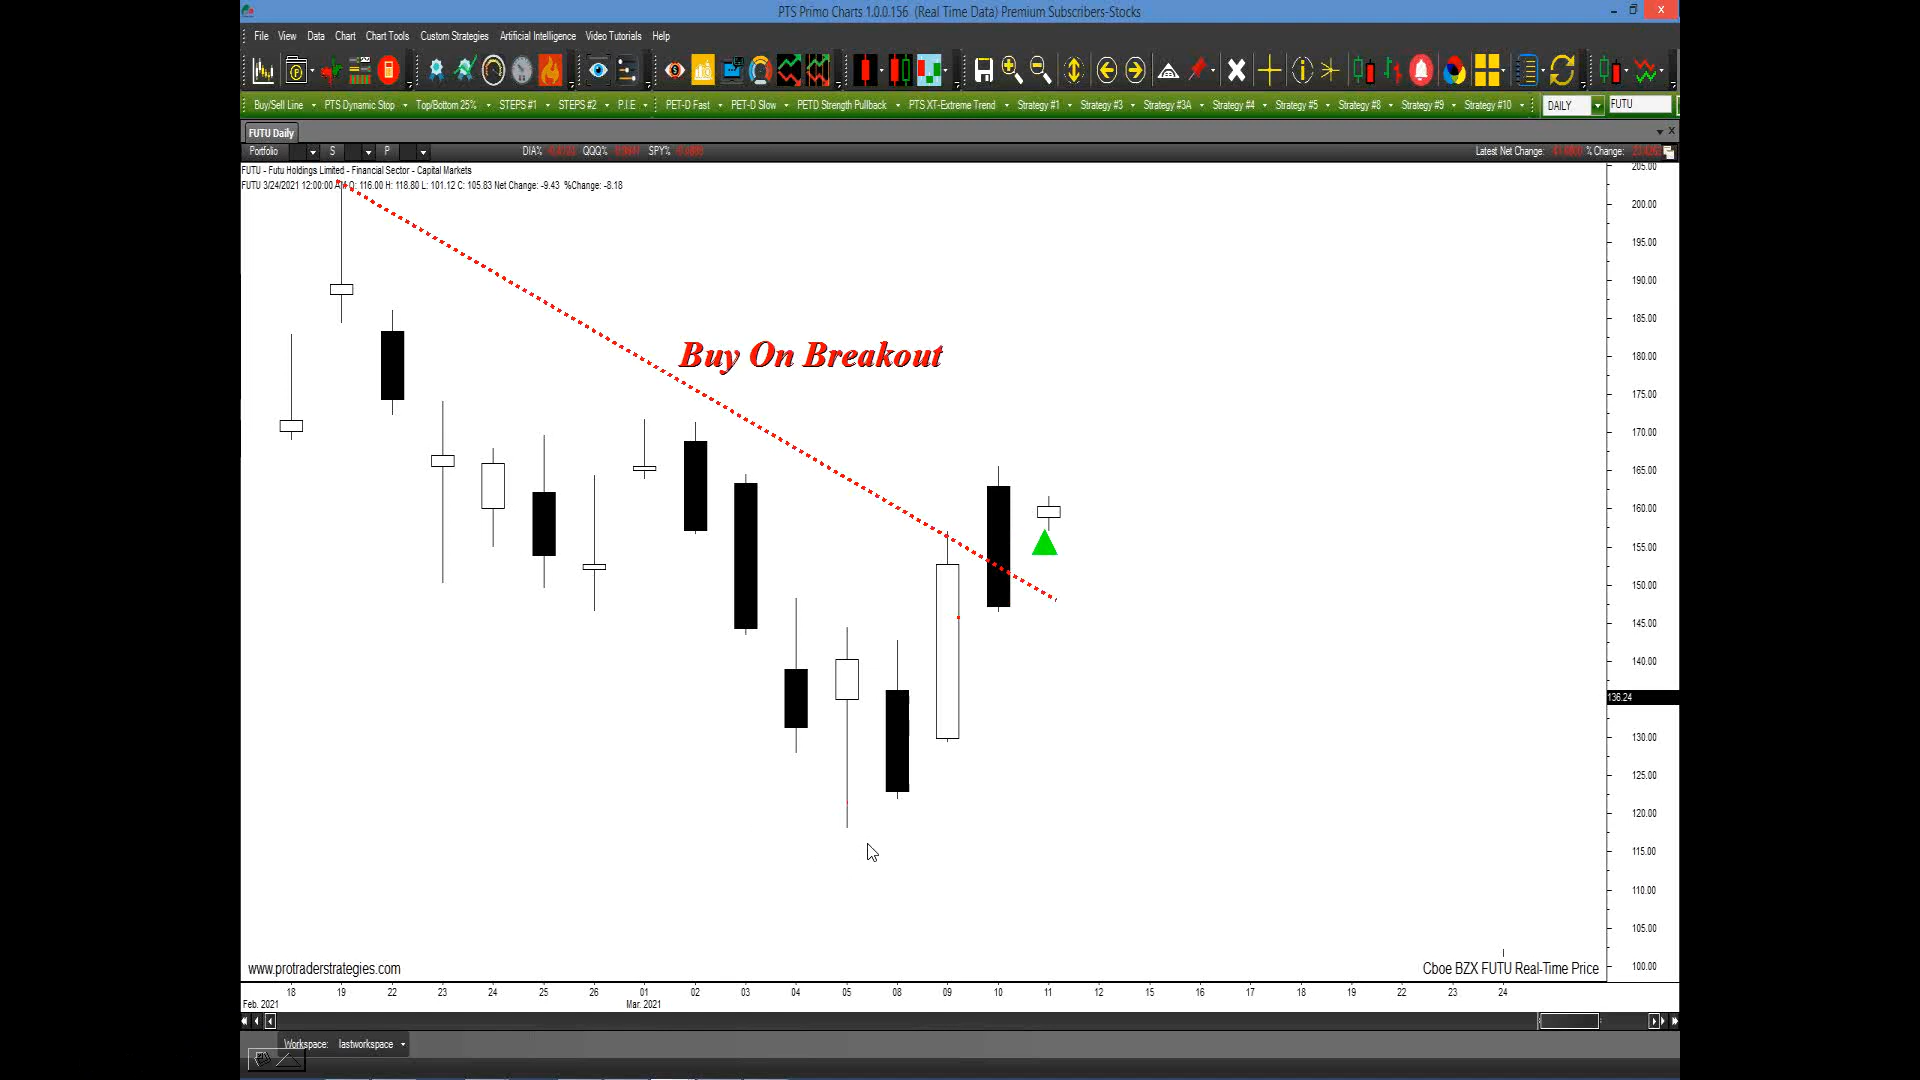 PTS Primo Charts 1.0.0.156 (Real Time Data) Premium Subscribers-Stocks
File View Data Chart Chart Tools Custom Strategies Artificial Intelligence Video Tutorials Help
Buy/Sell Line PTS Dynamic Stop Top/Bottom 25% STEPS #1 STEPS #2 P.I.E PET-D Fast PET-D Slow PETD Strength Pullback PTS XT-Extreme Trend Strategy #1 Strategy #3 Strategy #3A Strategy #4 Strategy #5 Strategy #8 Strategy #9 Strategy #10 DAILY FUTU
FUTU Daily
Portfolio S P DIA% QQQ% SPY% Latest Net Change: % Change:
FUTU - Futu Holdings Limited - Financial Sector - Capital Markets
FUTU 3/24/2021 12:00:00 AM O: 116.00 H: 118.80 L: 101.12 C: 105.83 Net Change: -9.43 %Change: -8.18
205.00
200.00
195.00
190.00
185.00
180.00
Buy On Breakout
175.00
170.00
165.00
160.00
155.00
150.00
145.00
140.00
136.24
130.00
125.00
120.00
115.00
110.00
105.00
100.00
www.protraderstrategies.com
Cboe BZX FUTU Real-Time Price
18 19 22 23 24 25 26 01 02 03 04 05 08 09 10 11 12 15 16 17 18 19 22 23 24
Feb. 2021 Mar. 2021
Workspace: lastworkspace